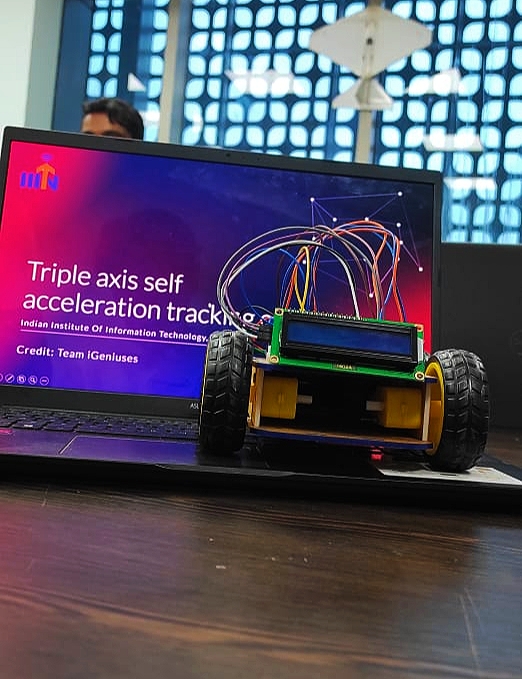 Triple axis self
acceleration tracking
Indian Institute Of Information Technology,
Credit: Team iGeniuses